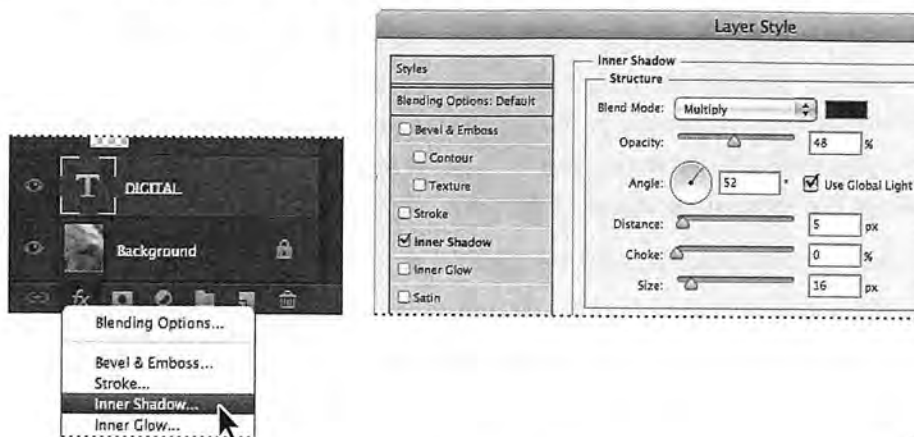 T DIGITAL
Background
fx
Blending Options...
Bevel & Emboss...
Stroke...
Inner Shadow...
Inner Glow...
Layer Style
Styles
Blending Options: Default
Bevel & Emboss
Contour
Texture
Stroke
Inner Shadow
Inner Glow
Satin
Inner Shadow
Structure
Blend Mode: Multiply
Opacity: 48 %
Angle: 52 ° Use Global Light
Distance: 5 px
Choke: 0 %
Size: 16 px